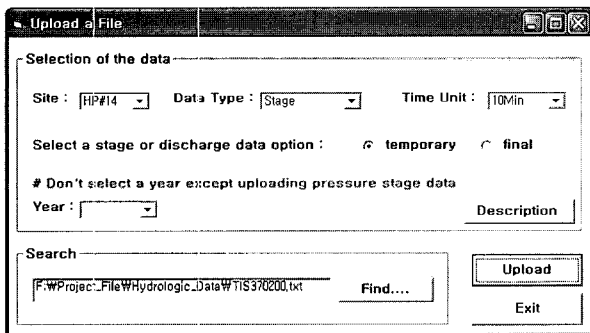 Upload a File
Selection of the data
Site : HP#14 Data Type : Stage Time Unit : 10Min
Select a stage or discharge data option : temporary final
# Don't select a year except uploading pressure stage data
Year :
Description
Search
F:₩Project_File₩Hydrologic_Data₩TIS370200.txt Find....
Upload
Exit